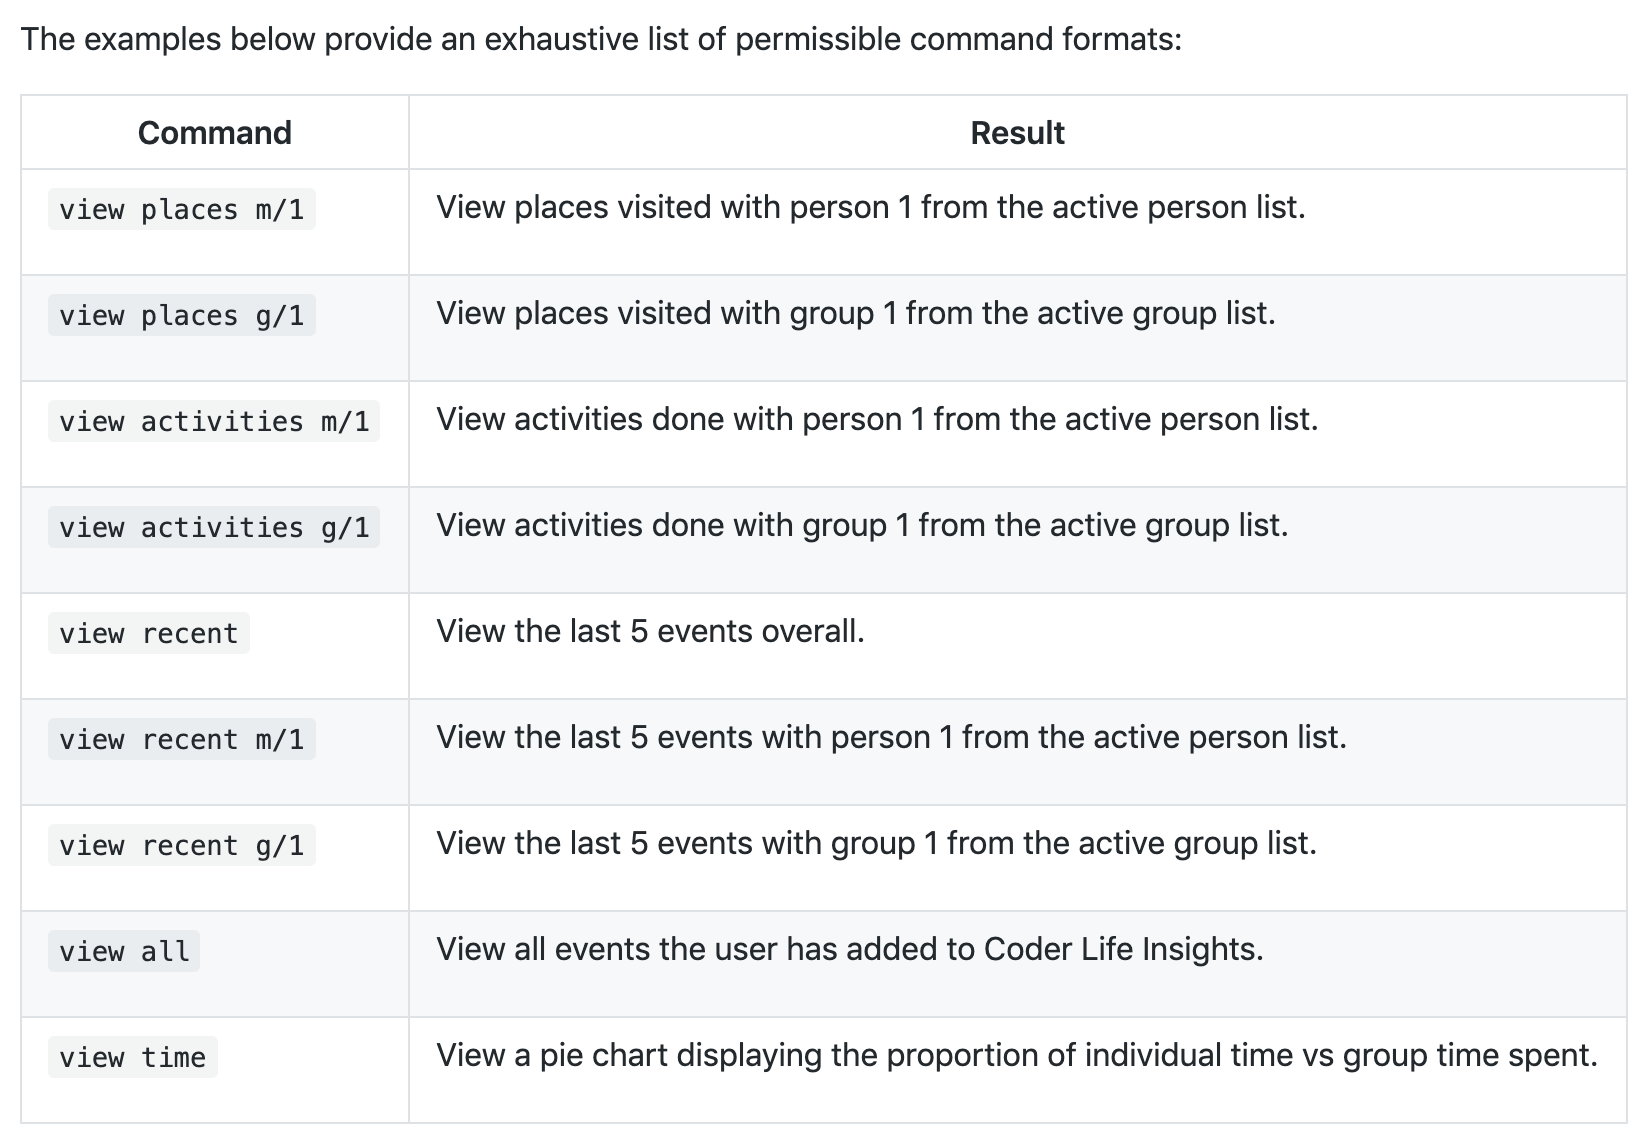 The examples below provide an exhaustive list of permissible command formats:
Command Result
view places m/1 View places visited with person 1 from the active person list.
view places g/1 View places visited with group 1 from the active group list.
view activities m/1 View activities done with person 1 from the active person list.
view activities g/1 View activities done with group 1 from the active group list.
view recent View the last 5 events overall.
view recent m/1 View the last 5 events with person 1 from the active person list.
view recent g/1 View the last 5 events with group 1 from the active group list.
view all View all events the user has added to Coder Life Insights.
view time View a pie chart displaying the proportion of individual time vs group time spent.